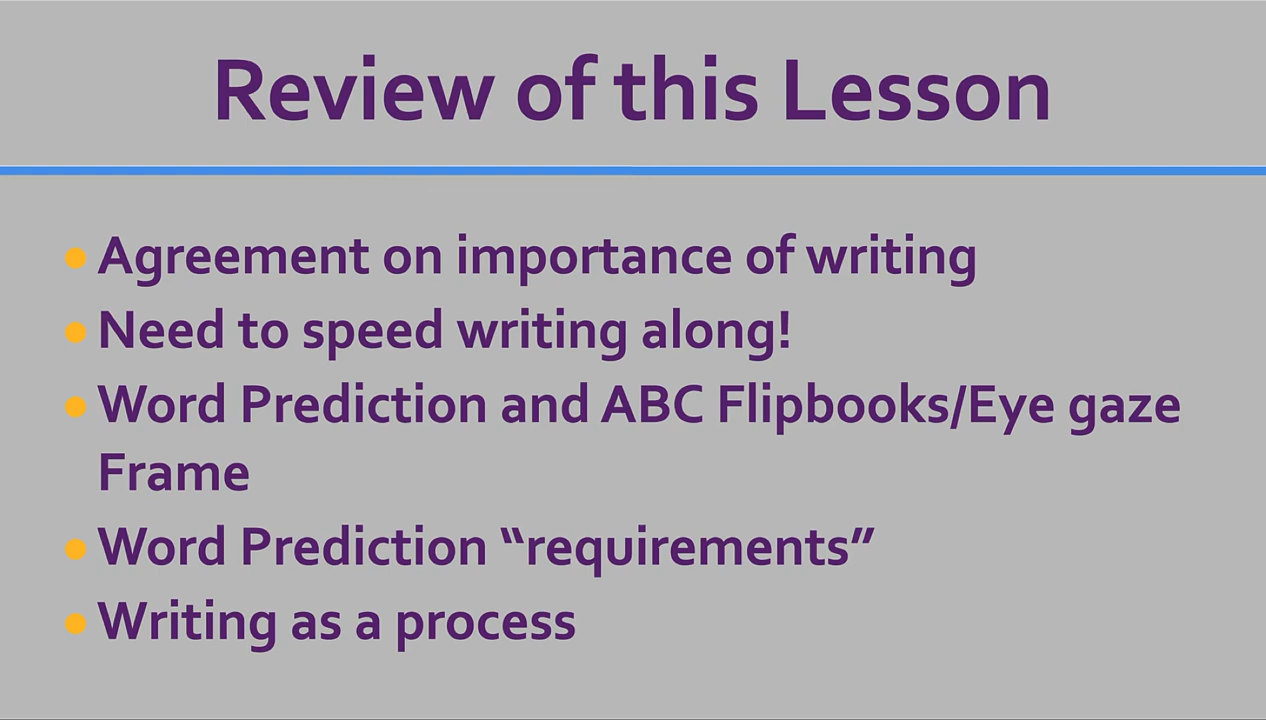 Review of this Lesson
• Agreement on importance of writing
• Need to speed writing along!
• Word Prediction and ABC Flipbooks/Eye gaze
Frame
• Word Prediction “requirements”
• Writing as a process